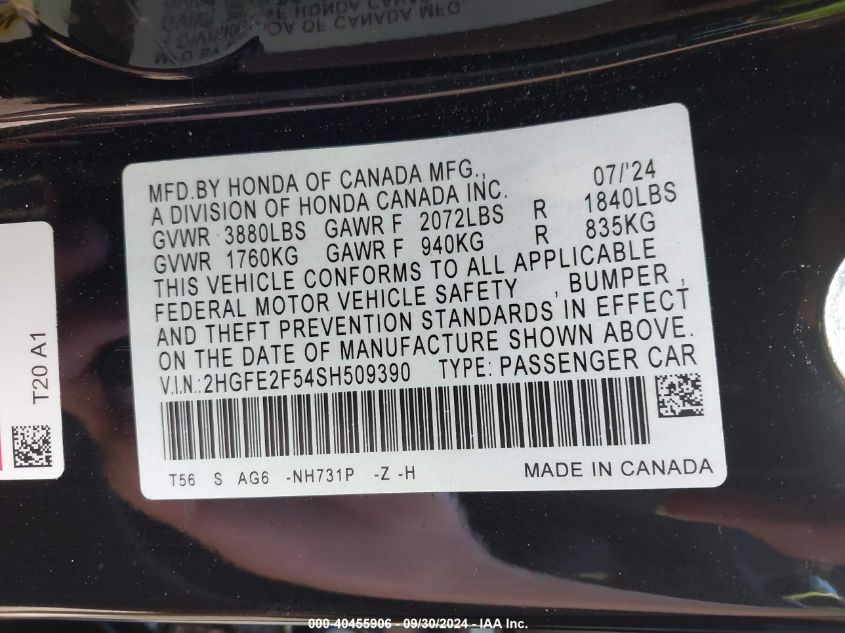 MFD.BY HONDA OF CANADA MFG., 07/'24
A DIVISION OF HONDA CANADA INC.
GVWR 3880LBS GAWR F 2072LBS R 1840LBS
GVWR 1760KG GAWR F 940KG R 835KG
THIS VEHICLE CONFORMS TO ALL APPLICABLE
FEDERAL MOTOR VEHICLE SAFETY , BUMPER ,
AND THEFT PREVENTION STANDARDS IN EFFECT
ON THE DATE OF MANUFACTURE SHOWN ABOVE.
V.I.N.:2HGFE2F54SH509390 TYPE: PASSENGER CAR
T56 S AG6 -NH731P -Z -H MADE IN CANADA
T20 A1
000-40455906 - 09/30/2024 - IAA Inc.